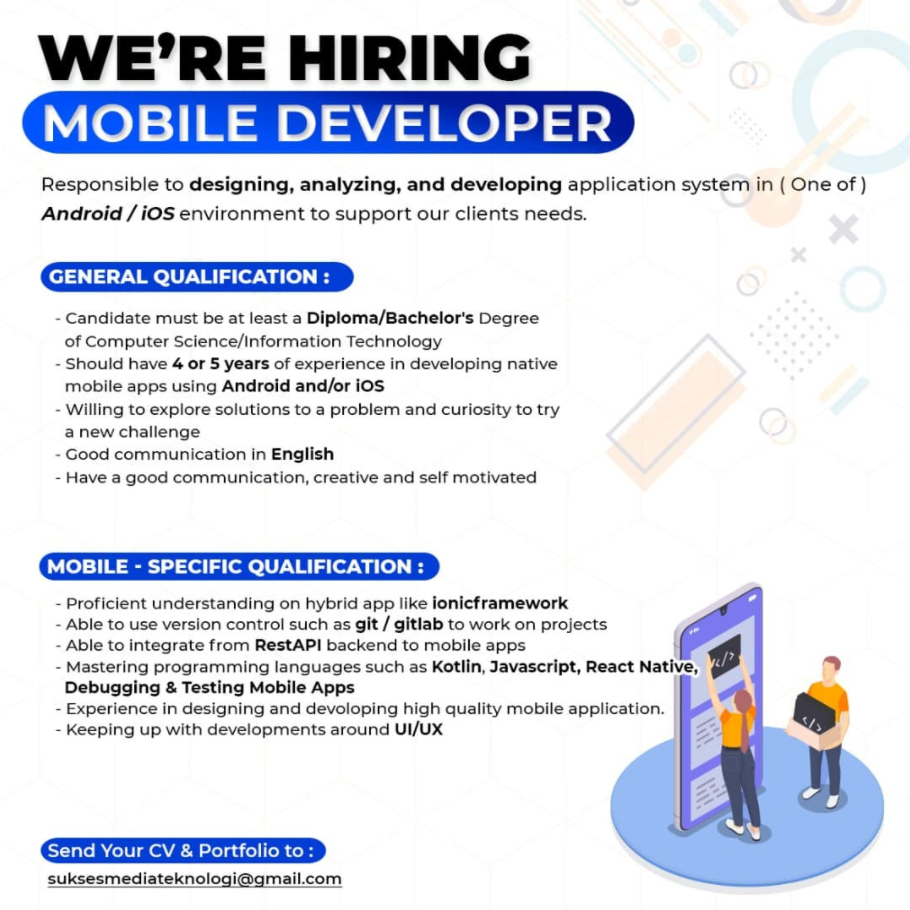 WE'RE HIRING
MOBILE DEVELOPER
Responsible to designing, analyzing, and developing application system in ( One of )
Android / iOS environment to support our clients needs.
GENERAL QUALIFICATION :
- Candidate must be at least a Diploma/Bachelor's Degree
of Computer Science/Information Technology
- Should have 4 or 5 years of experience in developing native
mobile apps using Android and/or iOS
- Willing to explore solutions to a problem and curiosity to try
a new challenge
- Good communication in English
- Have a good communication, creative and self motivated
MOBILE - SPECIFIC QUALIFICATION :
- Proficient understanding on hybrid app like ionicframework
- Able to use version control such as git / gitlab to work on projects
- Able to integrate from RestAPI backend to mobile apps
- Mastering programming languages such as Kotlin, Javascript, React Native,
Debugging & Testing Mobile Apps
- Experience in designing and devoloping high quality mobile application.
- Keeping up with developments around UI/UX
</>
</>
Send Your CV & Portfolio to :
suksesmediateknologi@gmail.com